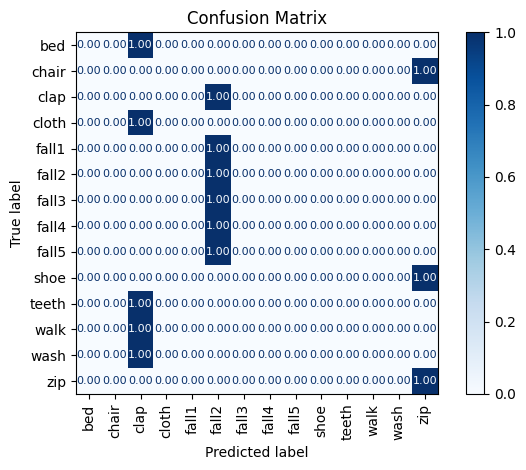 Confusion Matrix
bed 0.00 0.00 1.00 0.00 0.00 0.00 0.00 0.00 0.00 0.00 0.00 0.00 0.00 0.00
chair 0.00 0.00 0.00 0.00 0.00 0.00 0.00 0.00 0.00 0.00 0.00 0.00 0.00 1.00
clap 0.00 0.00 0.00 0.00 0.00 1.00 0.00 0.00 0.00 0.00 0.00 0.00 0.00 0.00
cloth 0.00 0.00 1.00 0.00 0.00 0.00 0.00 0.00 0.00 0.00 0.00 0.00 0.00 0.00
fall1 0.00 0.00 0.00 0.00 0.00 1.00 0.00 0.00 0.00 0.00 0.00 0.00 0.00 0.00
fall2 0.00 0.00 0.00 0.00 0.00 1.00 0.00 0.00 0.00 0.00 0.00 0.00 0.00 0.00
fall3 0.00 0.00 0.00 0.00 0.00 1.00 0.00 0.00 0.00 0.00 0.00 0.00 0.00 0.00
fall4 0.00 0.00 0.00 0.00 0.00 1.00 0.00 0.00 0.00 0.00 0.00 0.00 0.00 0.00
fall5 0.00 0.00 0.00 0.00 0.00 1.00 0.00 0.00 0.00 0.00 0.00 0.00 0.00 0.00
shoe 0.00 0.00 0.00 0.00 0.00 0.00 0.00 0.00 0.00 0.00 0.00 0.00 0.00 1.00
teeth 0.00 0.00 1.00 0.00 0.00 0.00 0.00 0.00 0.00 0.00 0.00 0.00 0.00 0.00
walk 0.00 0.00 1.00 0.00 0.00 0.00 0.00 0.00 0.00 0.00 0.00 0.00 0.00 0.00
wash 0.00 0.00 1.00 0.00 0.00 0.00 0.00 0.00 0.00 0.00 0.00 0.00 0.00 0.00
zip 0.00 0.00 0.00 0.00 0.00 0.00 0.00 0.00 0.00 0.00 0.00 0.00 0.00 1.00
True label
bed chair clap cloth fall1 fall2 fall3 fall4 fall5 shoe teeth walk wash zip
Predicted label
1.0
0.8
0.6
0.4
0.2
0.0